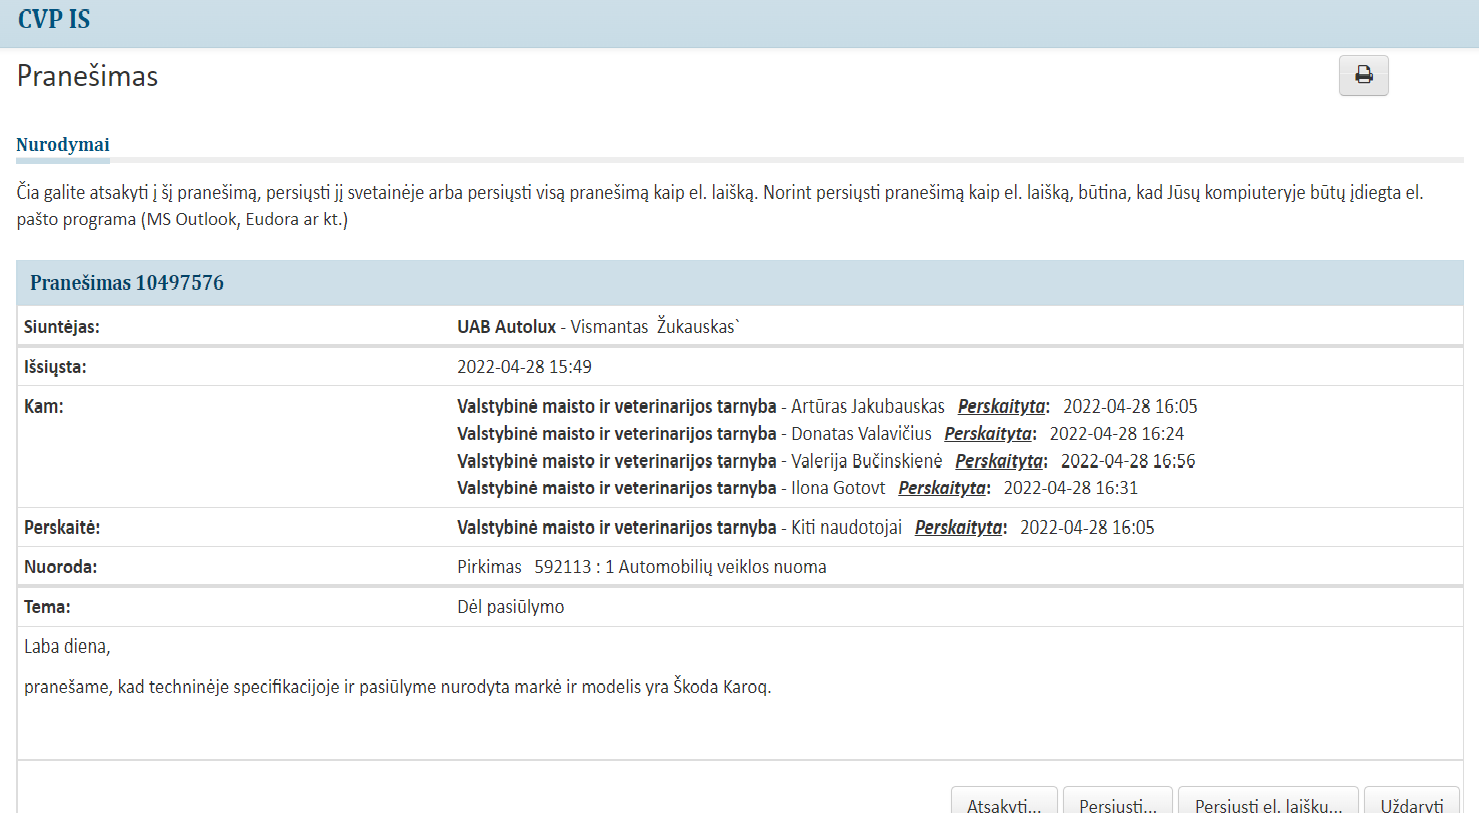 CVP IS
Pranešimas
Nurodymai
Čia galite atsakyti į šį pranešimą, persiųsti jį svetainėje arba persiųsti visą pranešimą kaip el. laišką. Norint persiųsti pranešimą kaip el. laišką, būtina, kad Jūsų kompiuteryje būtų įdiegta el.
pašto programa (MS Outlook, Eudora ar kt.)
Pranešimas 10497576
Siuntėjas: UAB Autolux - Vismantas Žukauskas`
Išsiųsta: 2022-04-28 15:49
Kam: Valstybinė maisto ir veterinarijos tarnyba - Artūras Jakubauskas Perskaityta: 2022-04-28 16:05
Valstybinė maisto ir veterinarijos tarnyba - Donatas Valavičius Perskaityta: 2022-04-28 16:24
Valstybinė maisto ir veterinarijos tarnyba - Valerija Bučinskienė Perskaityta: 2022-04-28 16:56
Valstybinė maisto ir veterinarijos tarnyba - Ilona Gotovt Perskaityta: 2022-04-28 16:31
Perskaitė: Valstybinė maisto ir veterinarijos tarnyba - Kiti naudotojai Perskaityta: 2022-04-28 16:05
Nuoroda: Pirkimas 592113 : 1 Automobilių veiklos nuoma
Tema: Dėl pasiūlymo
Laba diena,
pranešame, kad techninėje specifikacijoje ir pasiūlyme nurodyta markė ir modelis yra Škoda Karoq.
Atsakyti... Persiųsti... Persiųsti el. laišku... Uždaryti